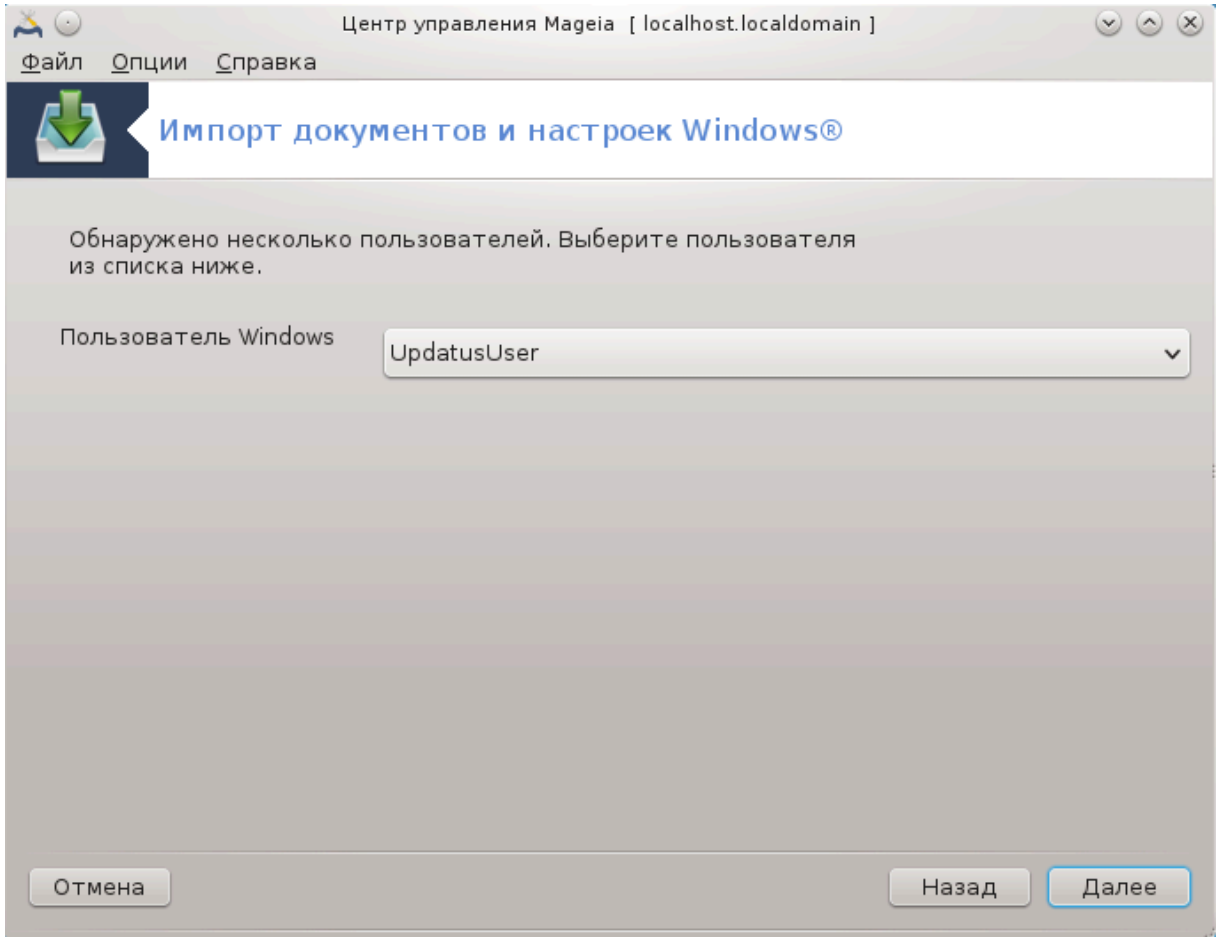 Центр управления Mageia [ localhost.localdomain ]
Файл Опции Справка
Импорт документов и настроек Windows®
Обнаружено несколько пользователей. Выберите пользователя
из списка ниже.
Пользователь Windows
UpdatusUser
Отмена
Назад
Далее